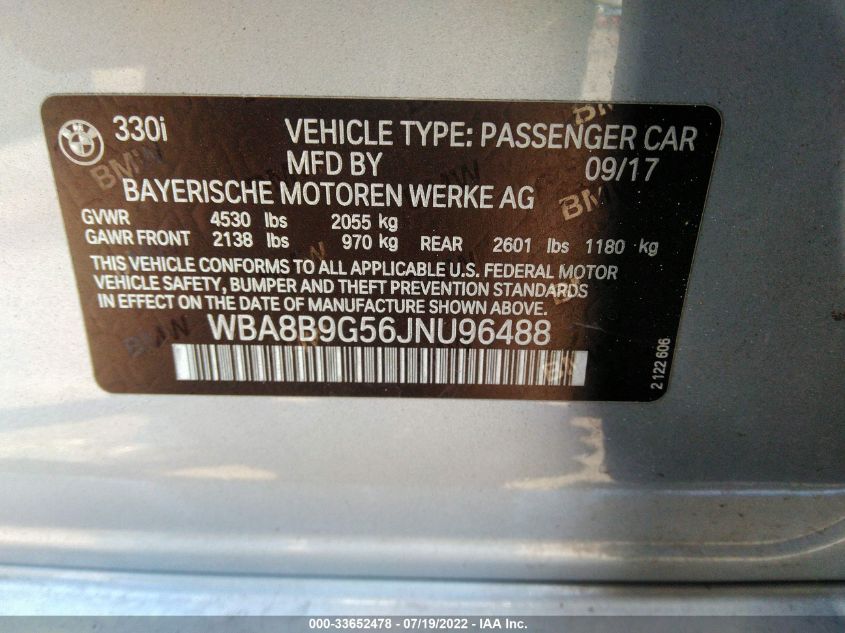 330i VEHICLE TYPE: PASSENGER CAR
MFD BY 09/17
BAYERISCHE MOTOREN WERKE AG
GVWR 4530 lbs 2055 kg
GAWR FRONT 2138 lbs 970 kg REAR 2601 lbs 1180 kg
THIS VEHICLE CONFORMS TO ALL APPLICABLE U.S. FEDERAL MOTOR
VEHICLE SAFETY, BUMPER AND THEFT PREVENTION STANDARDS
IN EFFECT ON THE DATE OF MANUFACTURE SHOWN ABOVE.
WBA8B9G56JNU96488
2 122 606
000-33652478 - 07/19/2022 - IAA Inc.